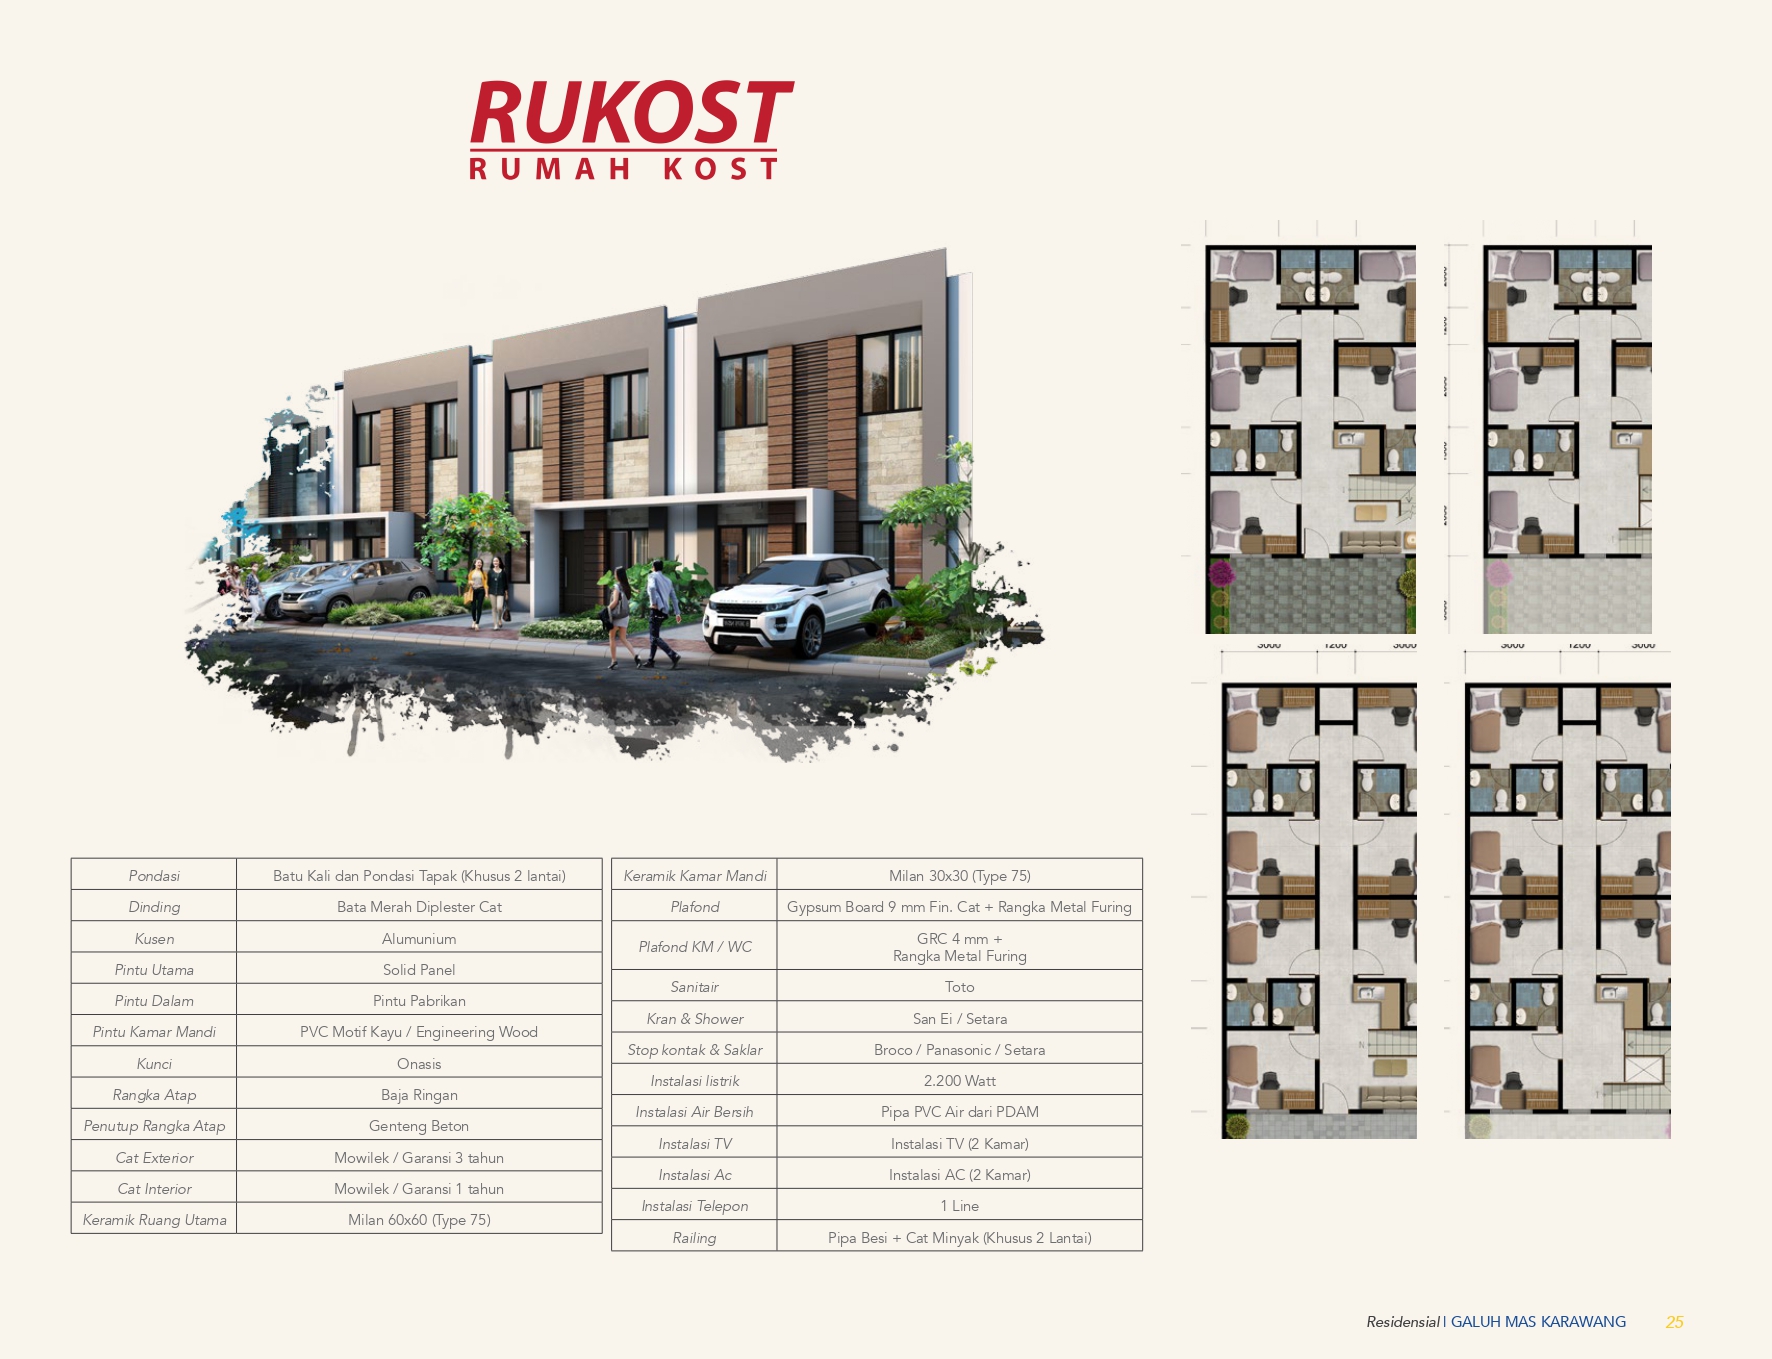 RUKOST
RUMAH KOST
3000 1200 3000
3000 1200 3000
Pondasi Batu Kali dan Pondasi Tapak (Khusus 2 lantai)
Dinding Bata Merah Diplester Cat
Kusen Alumunium
Pintu Utama Solid Panel
Pintu Dalam Pintu Pabrikan
Pintu Kamar Mandi PVC Motif Kayu / Engineering Wood
Kunci Onasis
Rangka Atap Baja Ringan
Penutup Rangka Atap Genteng Beton
Cat Exterior Mowilek / Garansi 3 tahun
Cat Interior Mowilek / Garansi 1 tahun
Keramik Ruang Utama Milan 60x60 (Type 75)
Keramik Kamar Mandi Milan 30x30 (Type 75)
Plafond Gypsum Board 9 mm Fin. Cat + Rangka Metal Furing
Plafond KM / WC GRC 4 mm +
Rangka Metal Furing
Sanitair Toto
Kran & Shower San Ei / Setara
Stop kontak & Saklar Broco / Panasonic / Setara
Instalasi listrik 2.200 Watt
Instalasi Air Bersih Pipa PVC Air dari PDAM
Instalasi TV Instalasi TV (2 Kamar)
Instalasi Ac Instalasi AC (2 Kamar)
Instalasi Telepon 1 Line
Railing Pipa Besi + Cat Minyak (Khusus 2 Lantai)
Residensial | GALUH MAS KARAWANG 25